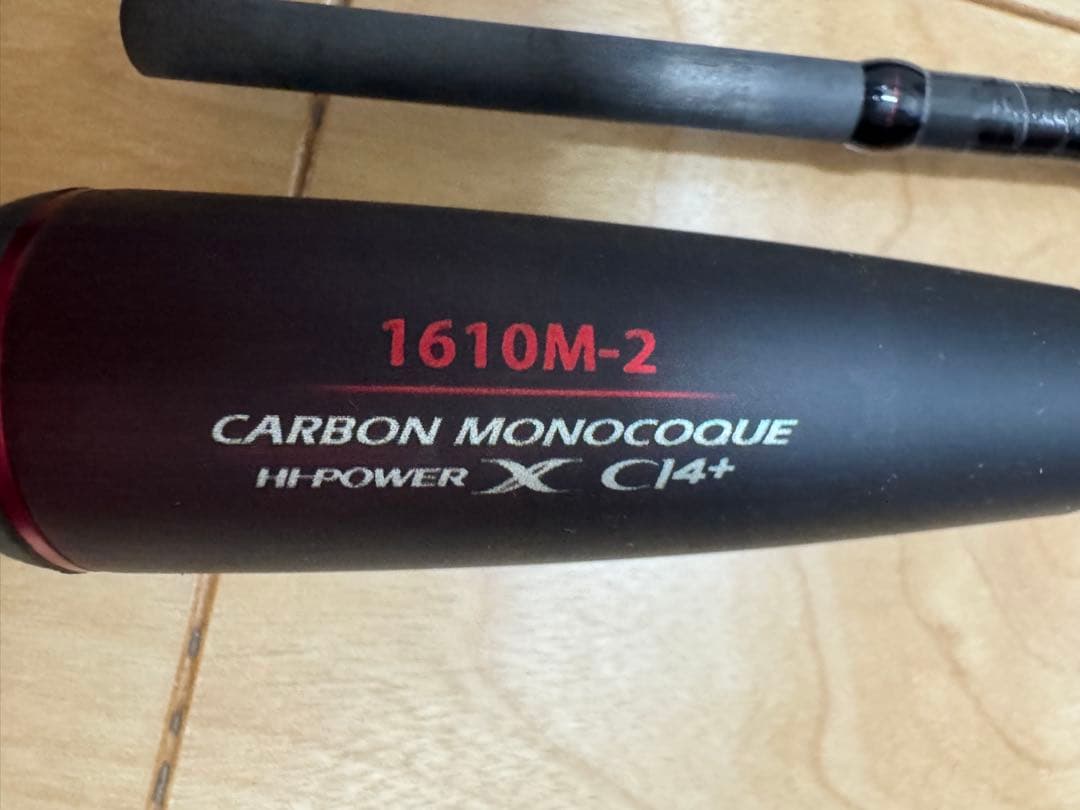 1610M-2
CARBON MONOCOQUE
HI-POWER X CI4+